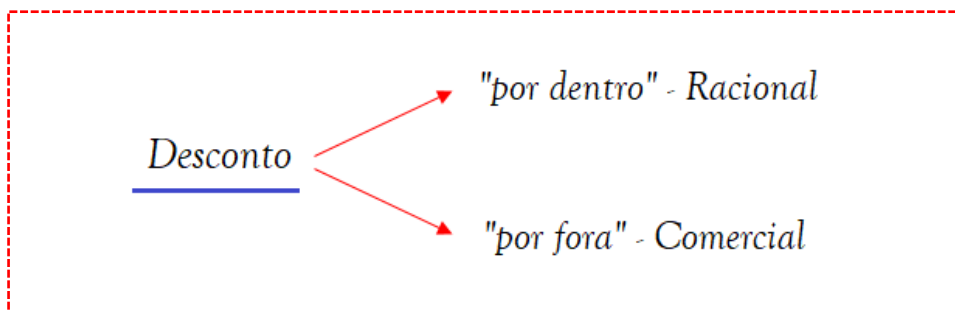 "por dentro" - Racional
Desconto
"por fora" - Comercial